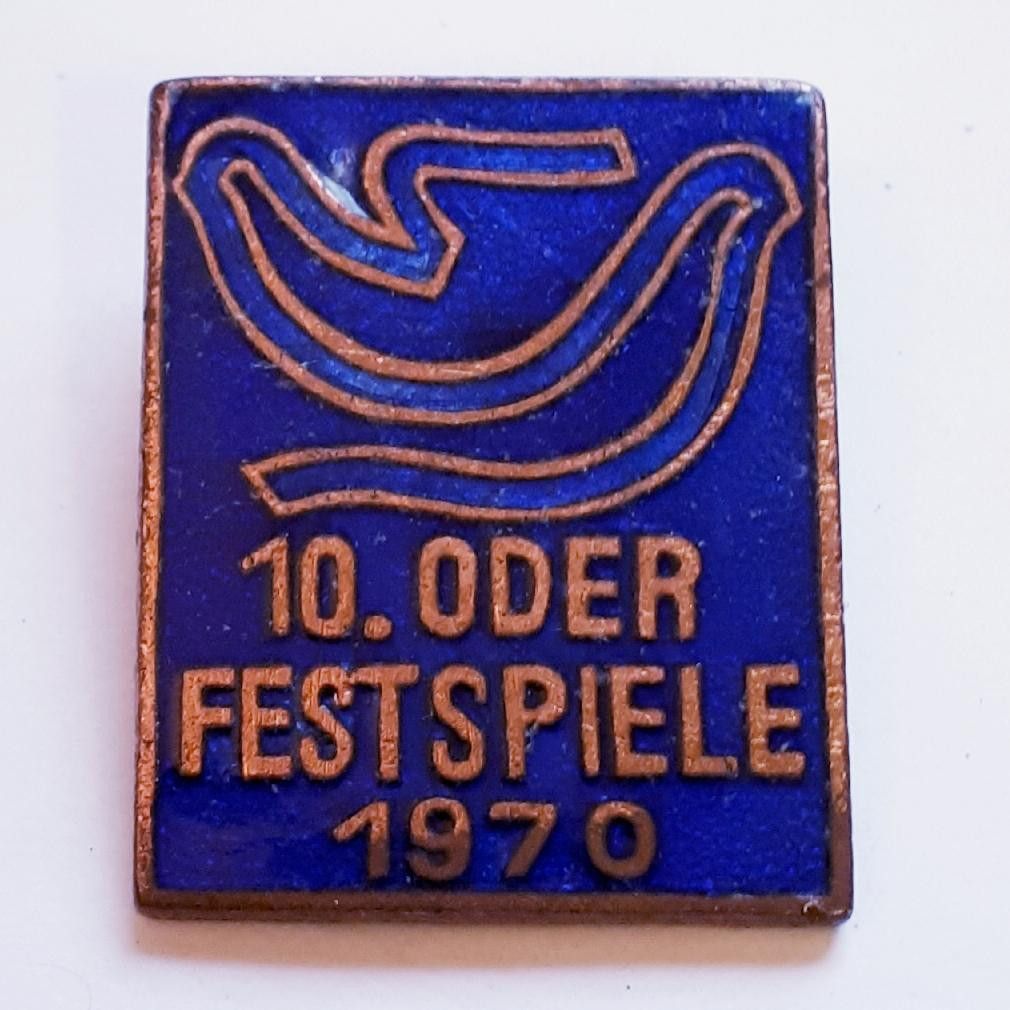 10. ODER
FESTSPIELE
1970